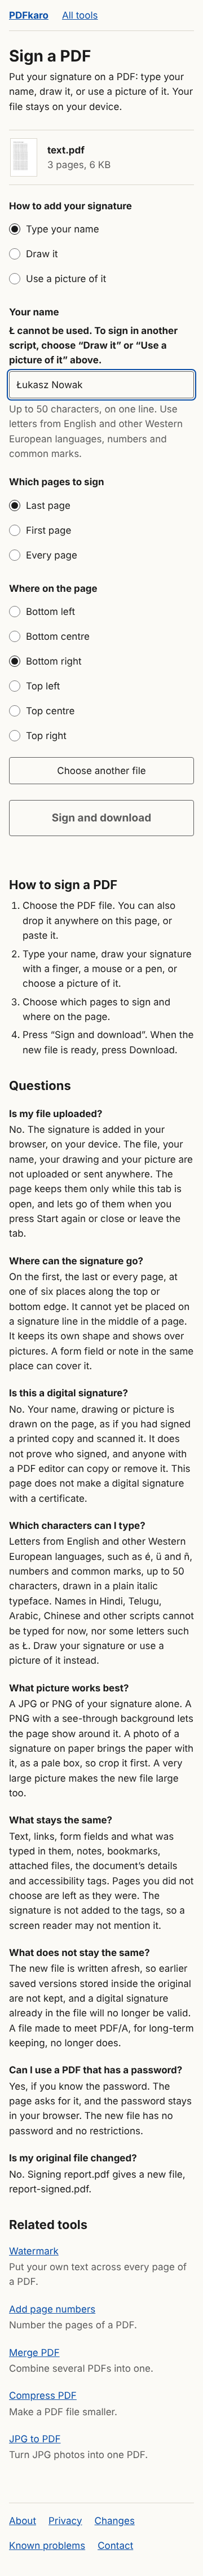 PDFkaro All tools
Sign a PDF
Put your signature on a PDF: type your
name, draw it, or use a picture of it. Your
file stays on your device.
text.pdf
3 pages, 6 KB
How to add your signature
Type your name
Draw it
Use a picture of it
Your name
Ł cannot be used. To sign in another
script, choose “Draw it” or “Use a
picture of it” above.
Łukasz Nowak
Up to 50 characters, on one line. Use
letters from English and other Western
European languages, numbers and
common marks.
Which pages to sign
Last page
First page
Every page
Where on the page
Bottom left
Bottom centre
Bottom right
Top left
Top centre
Top right
Choose another file
Sign and download
How to sign a PDF
1. Choose the PDF file. You can also
drop it anywhere on this page, or
paste it.
2. Type your name, draw your signature
with a finger, a mouse or a pen, or
choose a picture of it.
3. Choose which pages to sign and
where on the page.
4. Press “Sign and download”. When the
new file is ready, press Download.
Questions
Is my file uploaded?
No. The signature is added in your
browser, on your device. The file, your
name, your drawing and your picture are
not uploaded or sent anywhere. The
page keeps them only while this tab is
open, and lets go of them when you
press Start again or close or leave the
tab.
Where can the signature go?
On the first, the last or every page, at
one of six places along the top or
bottom edge. It cannot yet be placed on
a signature line in the middle of a page.
It keeps its own shape and shows over
pictures. A form field or note in the same
place can cover it.
Is this a digital signature?
No. Your name, drawing or picture is
drawn on the page, as if you had signed
a printed copy and scanned it. It does
not prove who signed, and anyone with
a PDF editor can copy or remove it. This
page does not make a digital signature
with a certificate.
Which characters can I type?
Letters from English and other Western
European languages, such as é, ü and ñ,
numbers and common marks, up to 50
characters, drawn in a plain italic
typeface. Names in Hindi, Telugu,
Arabic, Chinese and other scripts cannot
be typed for now, nor some letters such
as Ł. Draw your signature or use a
picture of it instead.
What picture works best?
A JPG or PNG of your signature alone. A
PNG with a see-through background lets
the page show around it. A photo of a
signature on paper brings the paper with
it, as a pale box, so crop it first. A very
large picture makes the new file large
too.
What stays the same?
Text, links, form fields and what was
typed in them, notes, bookmarks,
attached files, the document’s details
and accessibility tags. Pages you did not
choose are left as they were. The
signature is not added to the tags, so a
screen reader may not mention it.
What does not stay the same?
The new file is written afresh, so earlier
saved versions stored inside the original
are not kept, and a digital signature
already in the file will no longer be valid.
A file made to meet PDF/A, for long-term
keeping, no longer does.
Can I use a PDF that has a password?
Yes, if you know the password. The
page asks for it, and the password stays
in your browser. The new file has no
password and no restrictions.
Is my original file changed?
No. Signing report.pdf gives a new file,
report-signed.pdf.
Related tools
Watermark
Put your own text across every page of
a PDF.
Add page numbers
Number the pages of a PDF.
Merge PDF
Combine several PDFs into one.
Compress PDF
Make a PDF file smaller.
JPG to PDF
Turn JPG photos into one PDF.
About Privacy Changes
Known problems Contact